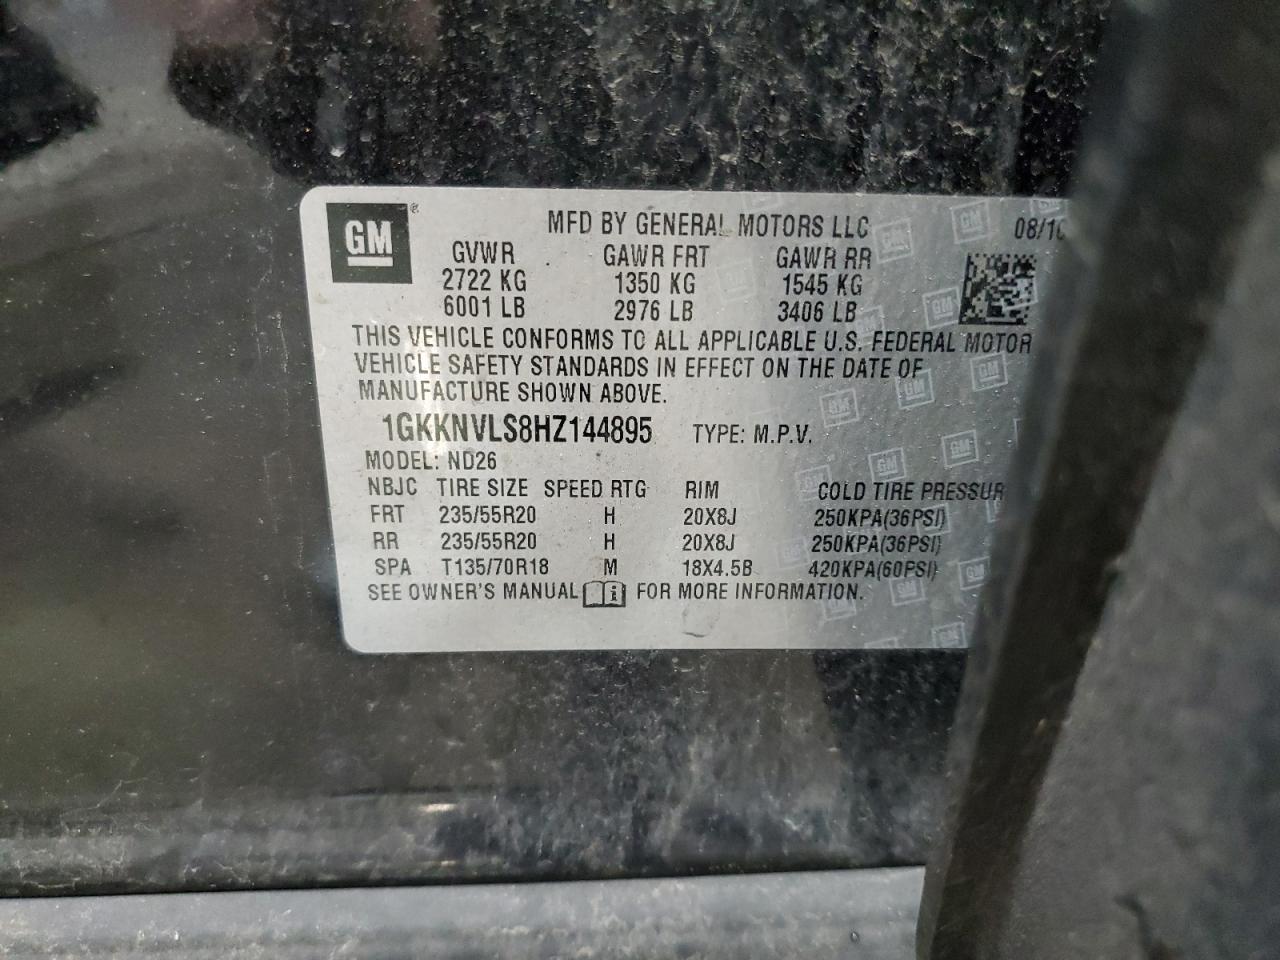 GM ®
MFD BY GENERAL MOTORS LLC
GVWR GAWR FRT GAWR RR
2722 KG 1350 KG 1545 KG
6001 LB 2976 LB 3406 LB
THIS VEHICLE CONFORMS TO ALL APPLICABLE U.S. FEDERAL MOTOR
VEHICLE SAFETY STANDARDS IN EFFECT ON THE DATE OF
MANUFACTURE SHOWN ABOVE.
1GKKNVLS8HZ144895 TYPE: M.P.V.
MODEL: ND26
NBJC TIRE SIZE SPEED RTG RIM COLD TIRE PRESSUR
FRT 235/55R20 H 20X8J 250KPA(36PSI)
RR 235/55R20 H 20X8J 250KPA(36PSI)
SPA T135/70R18 M 18X4.5B 420KPA(60PSI)
SEE OWNER'S MANUAL FOR MORE INFORMATION.